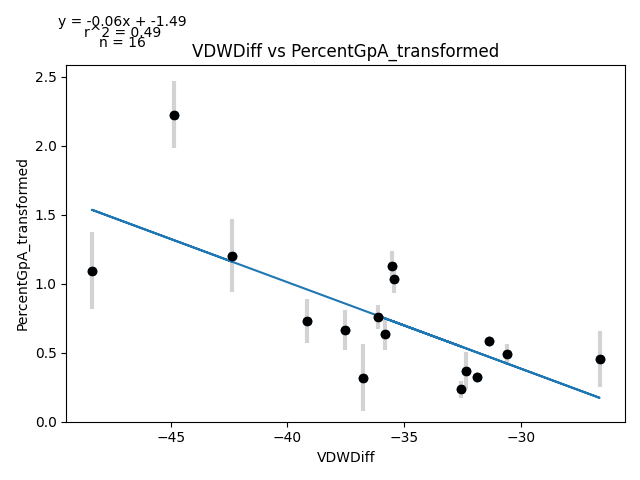 y = -0.06x + -1.49
r^2 = 0.49
n = 16
VDWDiff vs PercentGpA_transformed
2.5
2.0
1.5
1.0
0.5
0.0
PercentGpA_transformed
−45
−40
−35
−30
VDWDiff